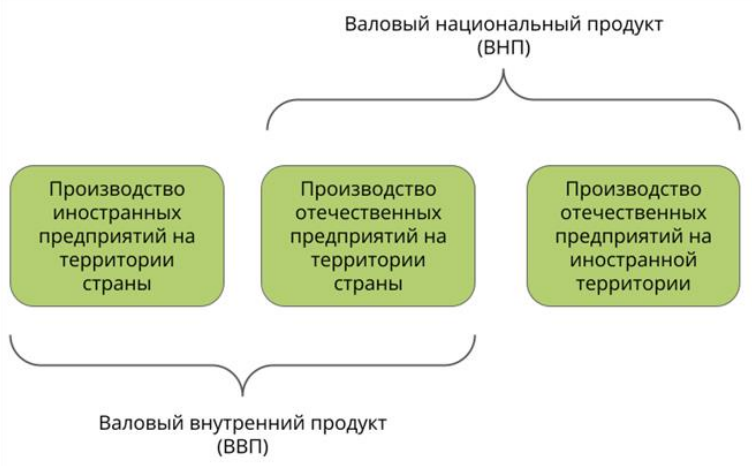 Валовый национальный продукт
(ВНП)
Производство
иностранных
предприятий на
территории
страны
Производство
отечественных
предприятий на
территории
страны
Производство
отечественных
предприятий на
иностранной
территории
Валовый внутренний продукт
(ВВП)